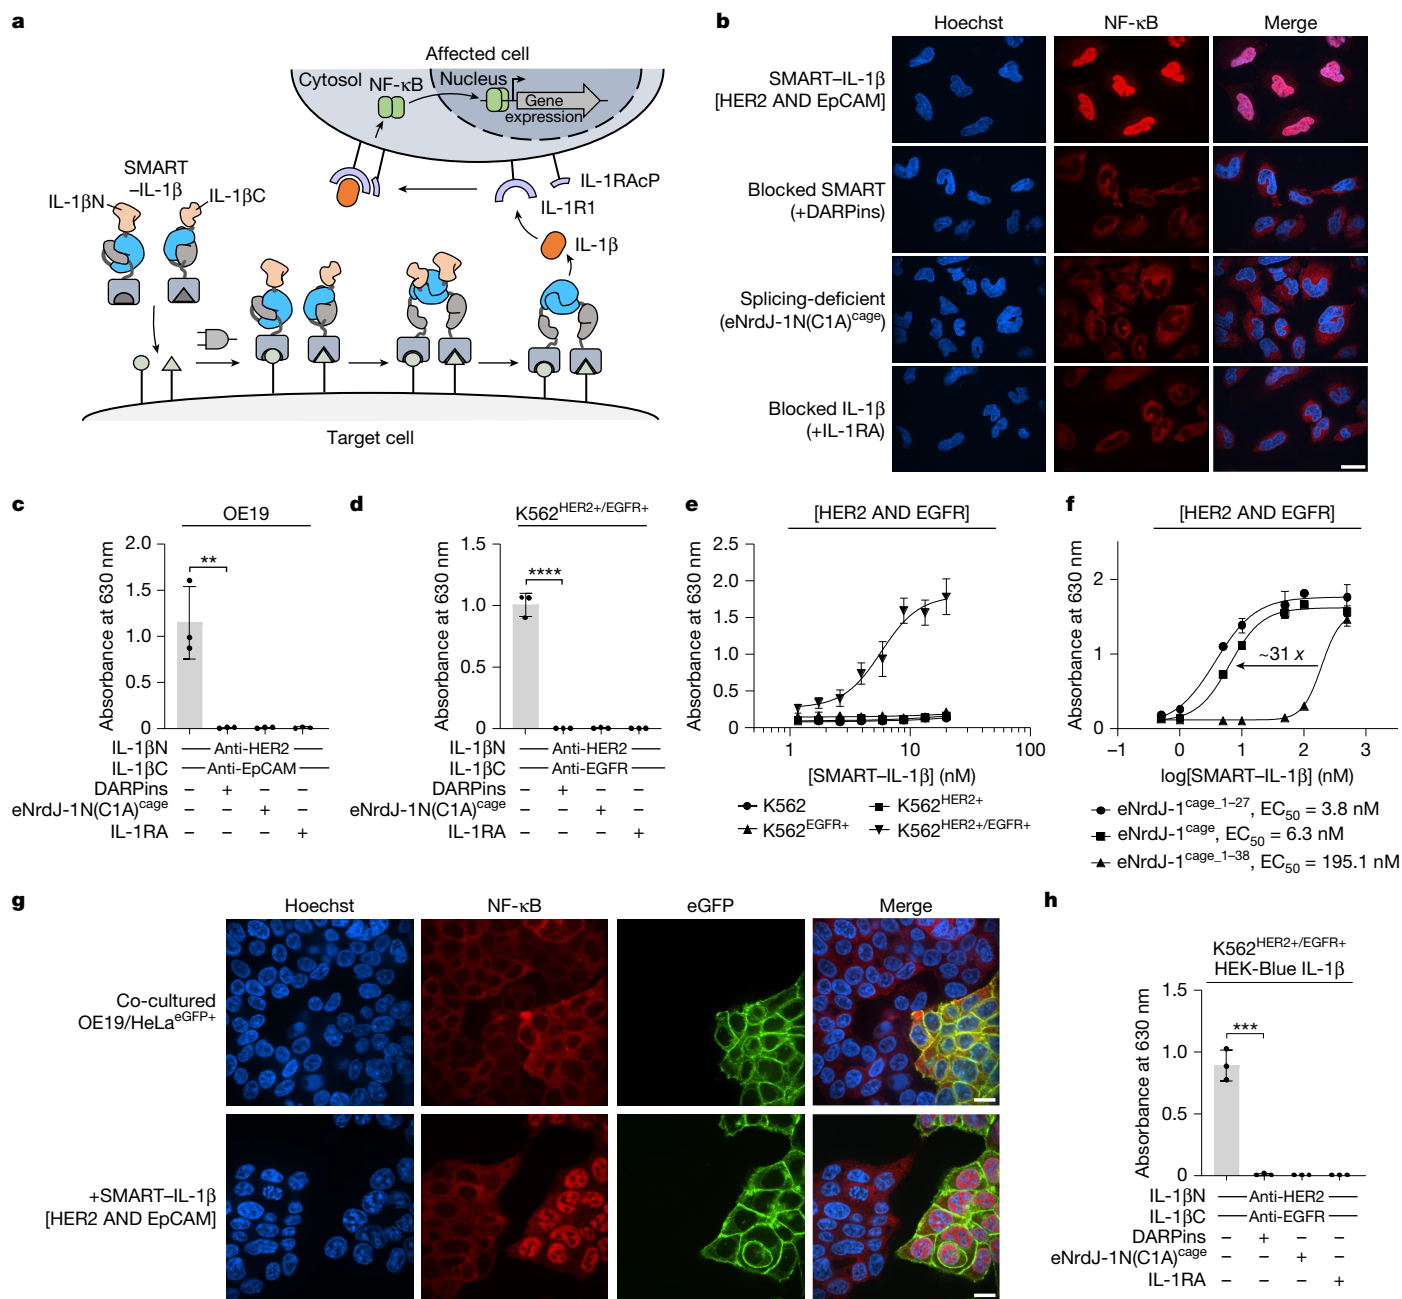 a
Affected cell
Cytosol
NF-κB
Nucleus
Gene
expression
SMART
–IL-1β
IL-1βN
IL-1βC
IL-1RAcP
IL-1R1
IL-1β
Target cell
b
Hoechst NF-κB Merge
SMART–IL-1β
[HER2 AND EpCAM]
Blocked SMART
(+DARPins)
Splicing-deficient
(eNrdJ-1N(C1A)cage)
Blocked IL-1β
(+IL-1RA)
c
OE19
Absorbance at 630 nm
2.0
1.5
1.0
0.5
0
**
IL-1βN Anti-HER2
IL-1βC Anti-EpCAM
DARPins – + – –
eNrdJ-1N(C1A)cage – – + –
IL-1RA – – – +
d
K562HER2+/EGFR+
Absorbance at 630 nm
1.5
1.0
0.5
0
****
IL-1βN Anti-HER2
IL-1βC Anti-EGFR
DARPins – + – –
eNrdJ-1N(C1A)cage – – + –
IL-1RA – – – +
e
[HER2 AND EGFR]
Absorbance at 630 nm
2.5
2.0
1.5
1.0
0.5
0
1 10 100
[SMART–IL-1β] (nM)
K562 K562HER2+
K562EGFR+ K562HER2+/EGFR+
f
[HER2 AND EGFR]
Absorbance at 630 nm
2
1
0
~31 x
–1 0 1 2 3
log[SMART–IL-1β] (nM)
eNrdJ-1cage_1–27, EC50 = 3.8 nM
eNrdJ-1cage, EC50 = 6.3 nM
eNrdJ-1cage_1–38, EC50 = 195.1 nM
g
Hoechst NF-κB eGFP Merge
Co-cultured
OE19/HeLaeGFP+
+SMART–IL-1β
[HER2 AND EpCAM]
h
K562HER2+/EGFR+
HEK-Blue IL-1β
Absorbance at 630 nm
1.5
1.0
0.5
0
***
IL-1βN Anti-HER2
IL-1βC Anti-EGFR
DARPins – + – –
eNrdJ-1N(C1A)cage – – + –
IL-1RA – – – +